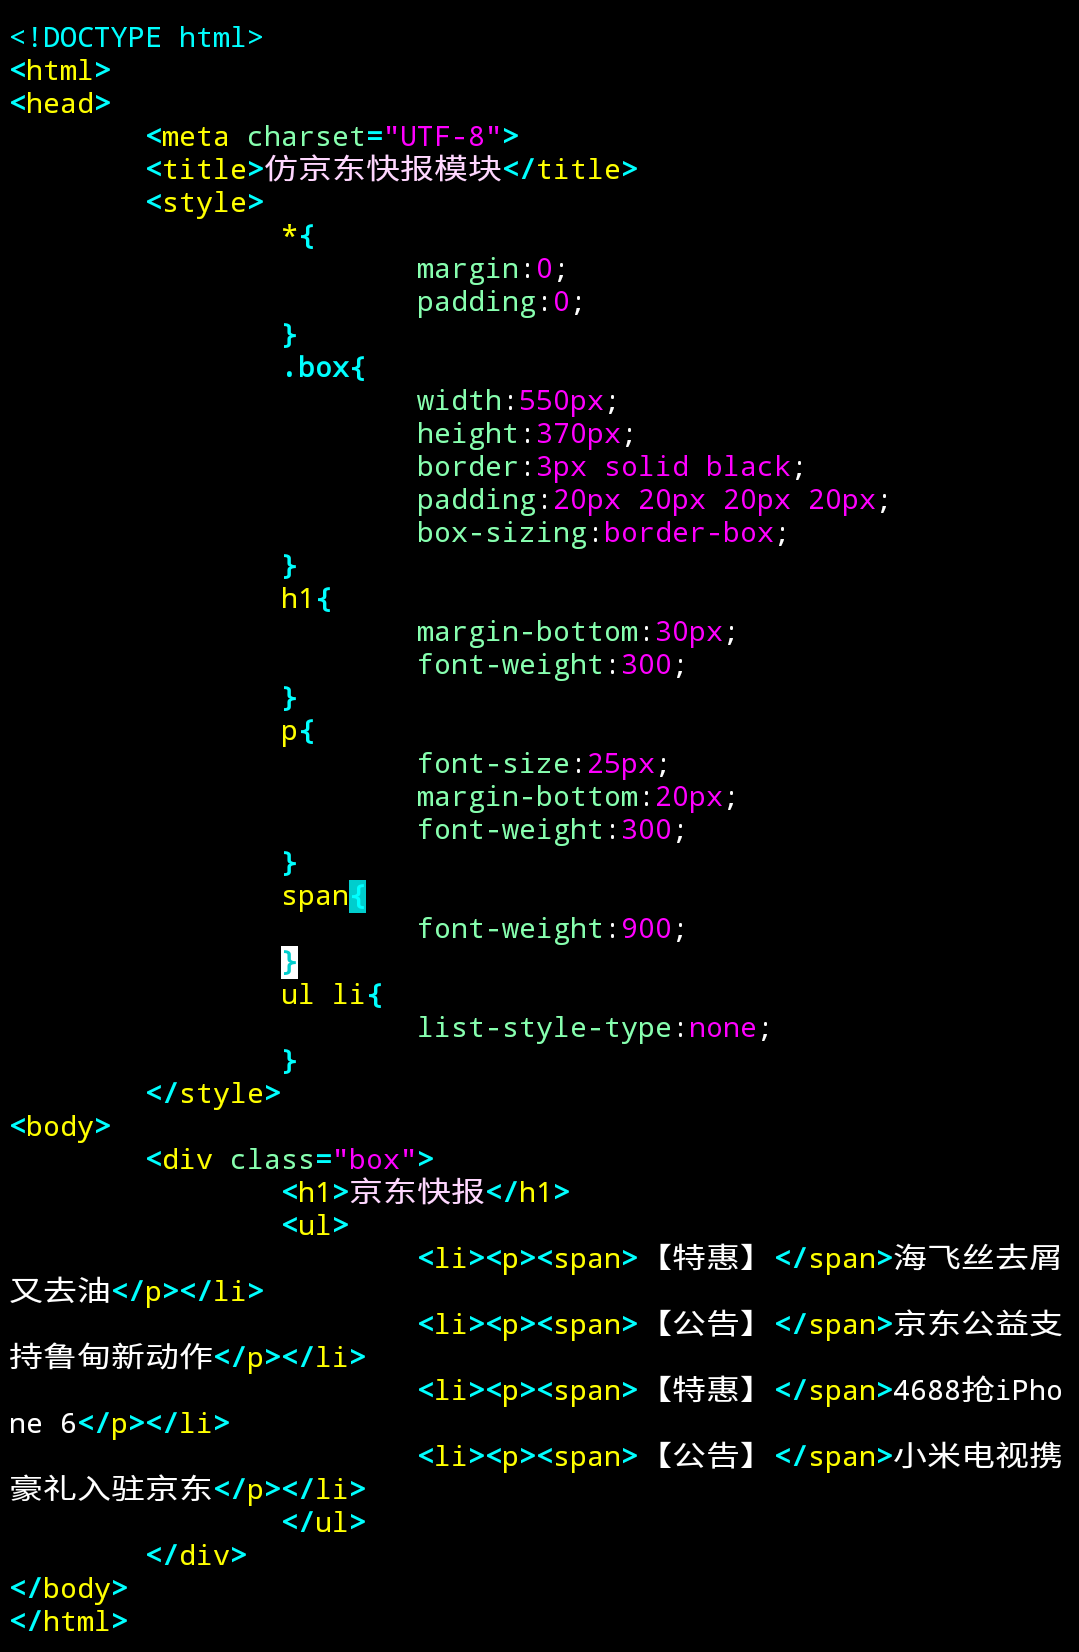 <!DOCTYPE html>
<html>
<head>
        <meta charset="UTF-8">
        <title>仿京东快报模块</title>
        <style>
                *{
                        margin:0;
                        padding:0;
                }
                .box{
                        width:550px;
                        height:370px;
                        border:3px solid black;
                        padding:20px 20px 20px 20px;
                        box-sizing:border-box;
                }
                h1{
                        margin-bottom:30px;
                        font-weight:300;
                }
                p{
                        font-size:25px;
                        margin-bottom:20px;
                        font-weight:300;
                }
                span{
                        font-weight:900;
                }
                ul li{
                        list-style-type:none;
                }
        </style>
<body>
        <div class="box">
                <h1>京东快报</h1>
                <ul>
                        <li><p><span>【特惠】</span>海飞丝去屑
又去油</p></li>
                        <li><p><span>【公告】</span>京东公益支
持鲁甸新动作</p></li>
                        <li><p><span>【特惠】</span>4688抢iPho
ne 6</p></li>
                        <li><p><span>【公告】</span>小米电视携
豪礼入驻京东</p></li>
                </ul>
        </div>
</body>
</html>